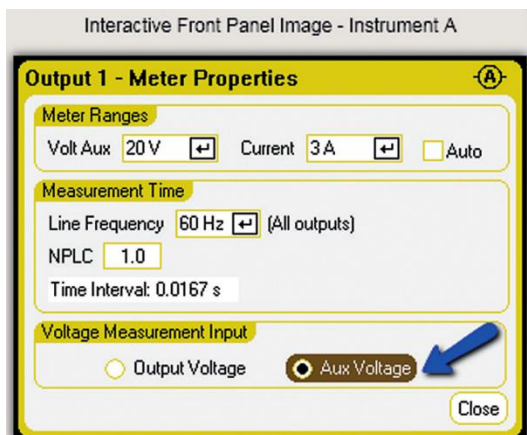 Interactive Front Panel Image - Instrument A
Output 1 - Meter Properties
A
Meter Ranges
Volt Aux 20 V Current 3 A Auto
Measurement Time
Line Frequency 60 Hz (All outputs)
NPLC 1.0
Time Interval: 0.0167 s
Voltage Measurement Input
Output Voltage Aux Voltage
Close